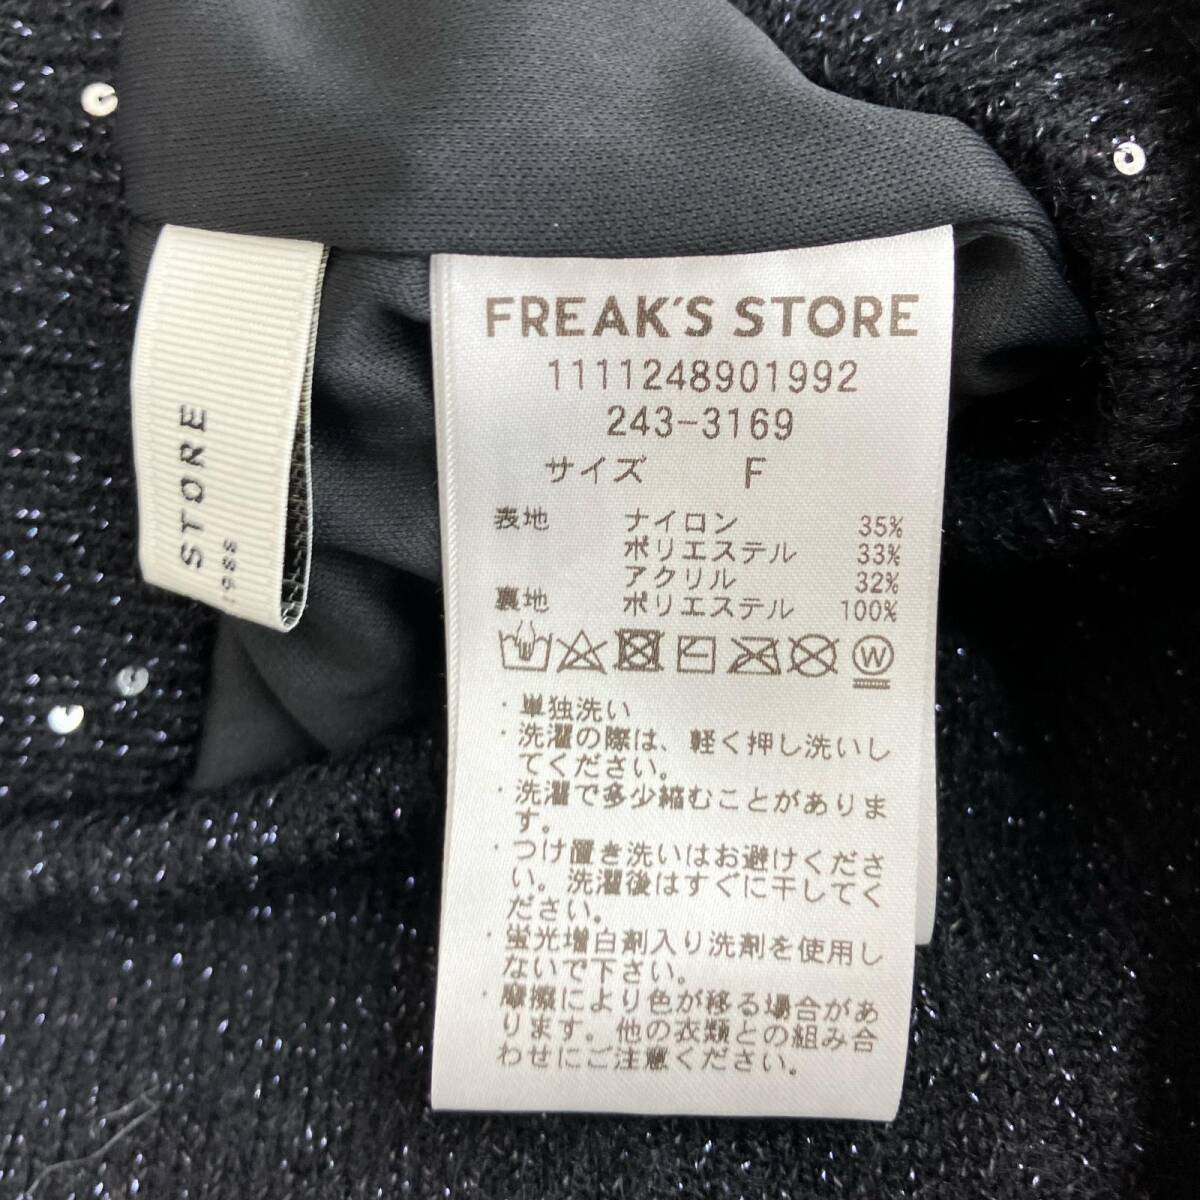 FREAK'S STORE
1111248901992
243-3169
サイズ F
表地 ナイロン 35%
ポリエステル 33%
アクリル 32%
裏地 ポリエステル 100%
W
・単独洗い
・洗濯の際は、軽く押し洗いし
てください。
・洗濯で多少縮むことがありま
す。
・つけ置き洗いはお避けくださ
い。洗濯後はすぐに干してく
ださい。
・蛍光増白剤入り洗剤を使用し
ないで下さい。
・摩擦により色が移る場合があ
ります。他の衣類との組み合
わせにご注意ください。
STORE